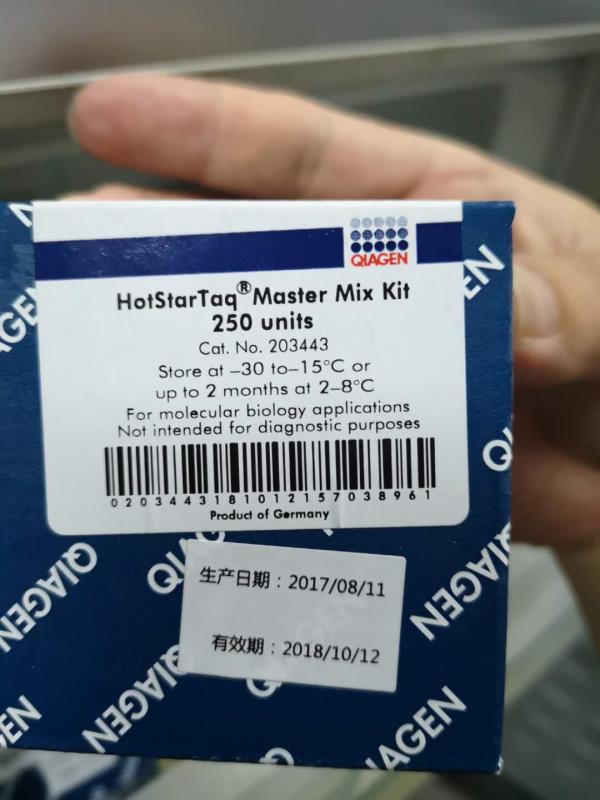 QIAGEN
HotStarTaq® Master Mix Kit
250 units
Cat. No. 203443
Store at –30 to–15°C or
up to 2 months at 2–8°C
For molecular biology applications
Not intended for diagnostic purposes
020344318101215703896 1
Product of Germany
生产日期：2017/08/11
有效期：2018/10/12
QIAGEN
QIAGEN
QIAGEN
QIAGEN